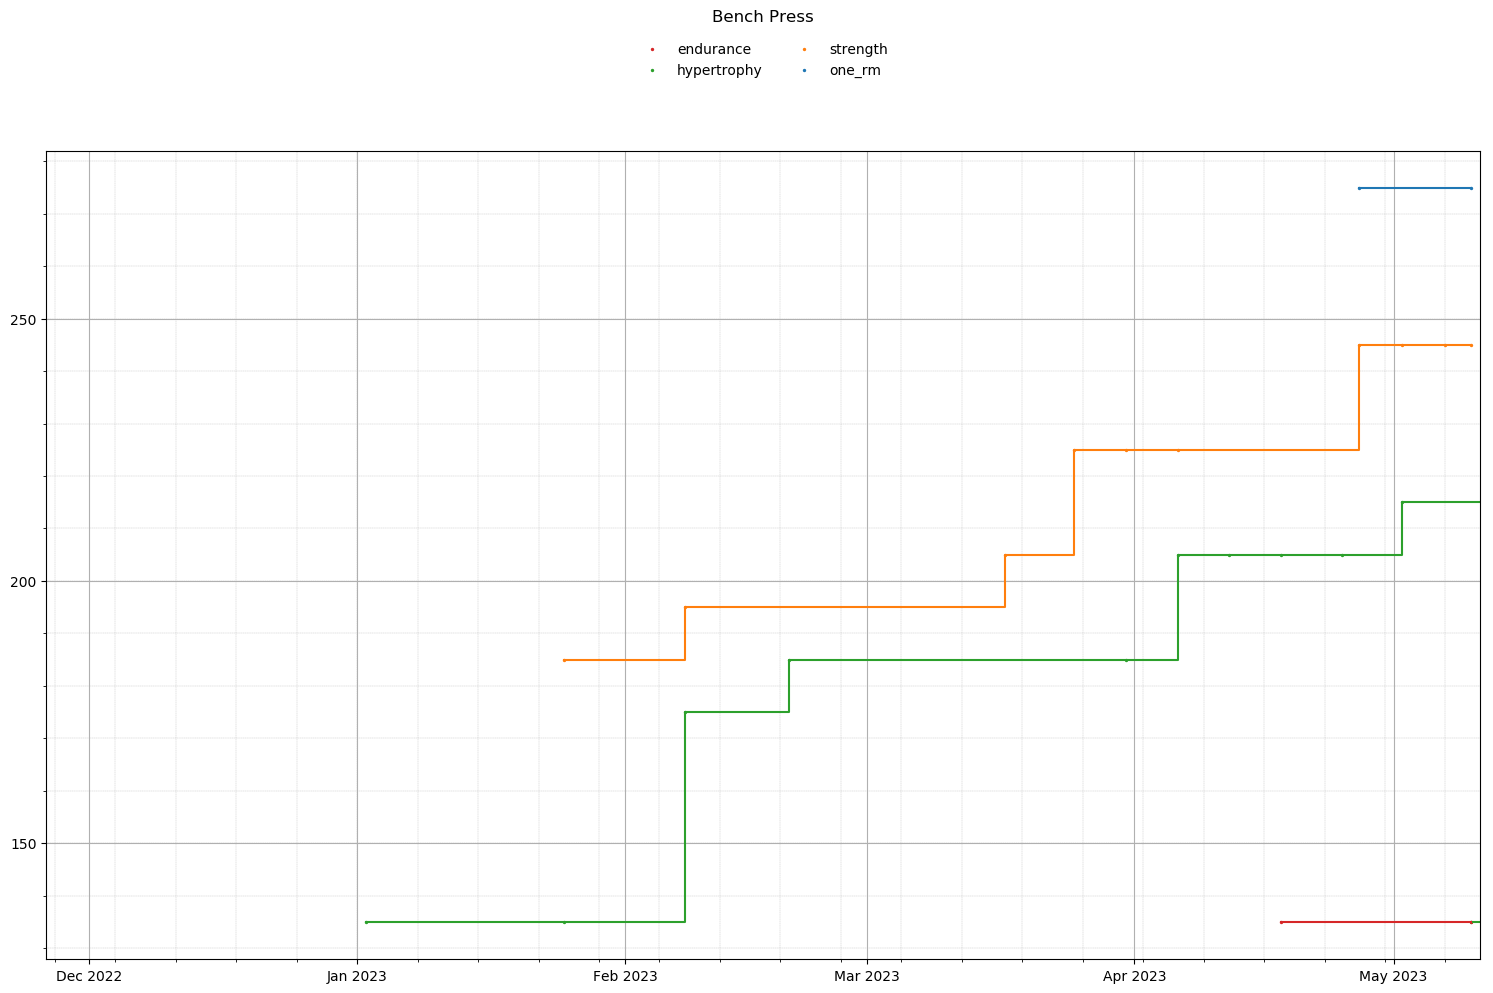 Bench Press
endurance strength
hypertrophy one_rm
250
200
150
Dec 2022 Jan 2023 Feb 2023 Mar 2023 Apr 2023 May 2023